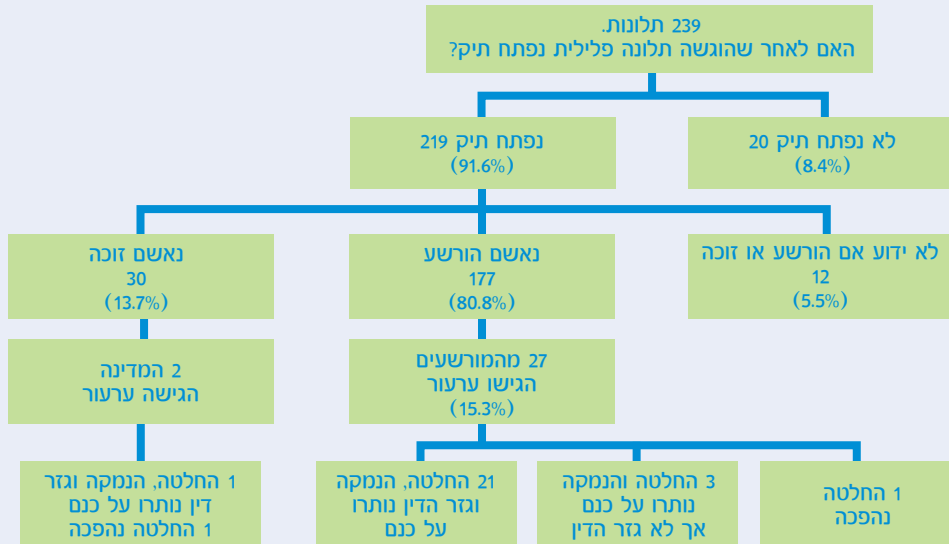 239 תלונות.
האם לאחר שהוגשה תלונה פלילית נפתח תיק?
לא נפתח תיק 20
(8.4%)
נפתח תיק 219
(91.6%)
לא ידוע אם הורשע או זוכה
12
(5.5%)
נאשם הורשע
177
(80.8%)
נאשם זוכה
30
(13.7%)
27 מהמורשעים
הגישו ערעור
(15.3%)
2 המדינה
הגישה ערעור
1 החלטה
נהפכה
3 החלטה והנמקה
נותרו על כנם
אך לא גזר הדין
21 החלטה, הנמקה
וגזר הדין נותרו
על כנם
1 החלטה, הנמקה וגזר
דין נותרו על כנם
1 החלטה נהפכה